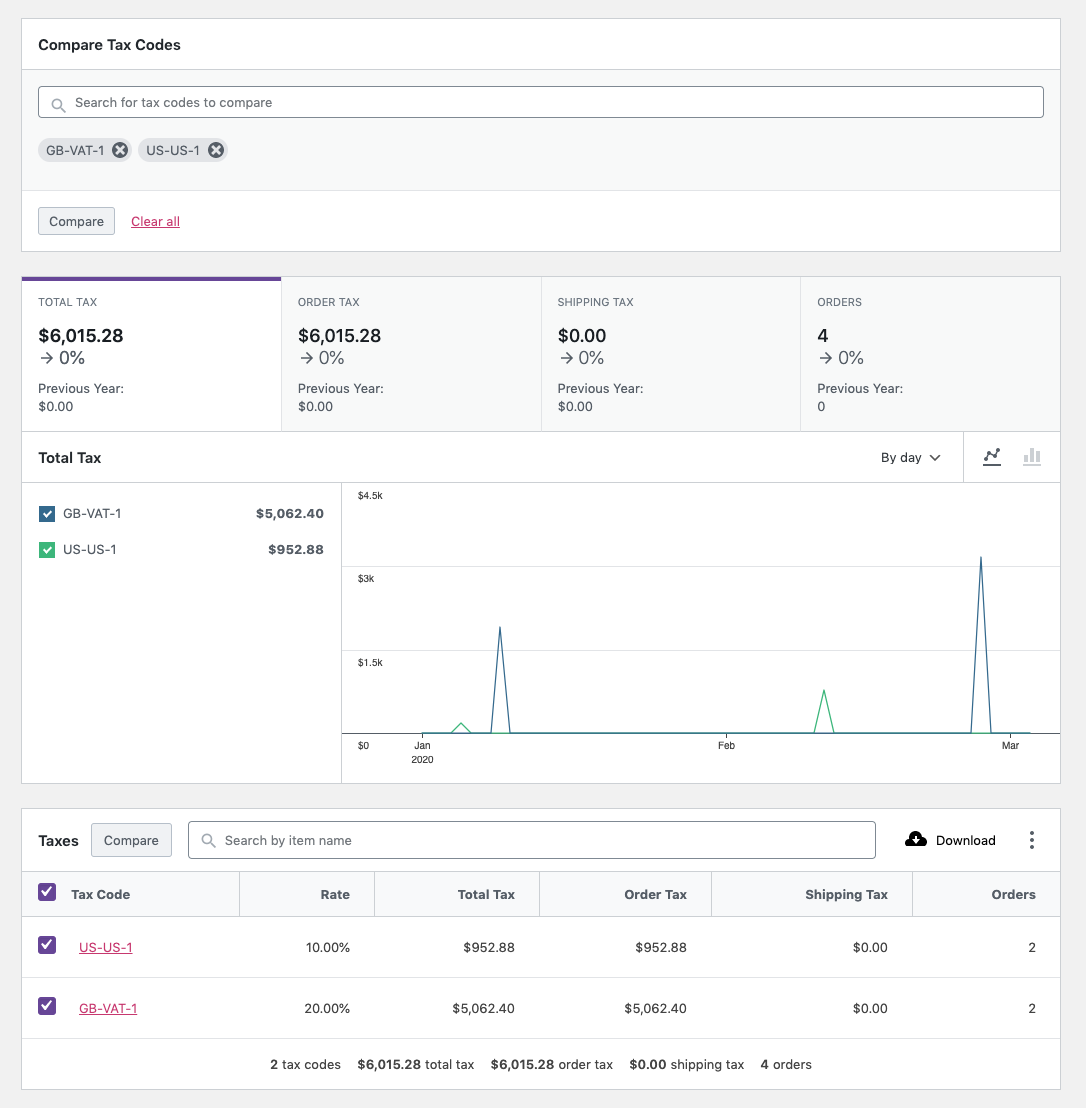 Compare Tax Codes
Search for tax codes to compare
GB-VAT-1 US-US-1
Compare Clear all
TOTAL TAX ORDER TAX SHIPPING TAX ORDERS
$6,015.28 $6,015.28 $0.00 4
→ 0% → 0% → 0% → 0%
Previous Year: Previous Year: Previous Year: Previous Year:
$0.00 $0.00 $0.00 0
Total Tax By day
$4.5k
GB-VAT-1 $5,062.40
US-US-1 $952.88
$3k
$1.5k
$0 Jan Feb Mar
2020
Taxes Compare Search by item name Download
Tax Code Rate Total Tax Order Tax Shipping Tax Orders
US-US-1 10.00% $952.88 $952.88 $0.00 2
GB-VAT-1 20.00% $5,062.40 $5,062.40 $0.00 2
2 tax codes $6,015.28 total tax $6,015.28 order tax $0.00 shipping tax 4 orders